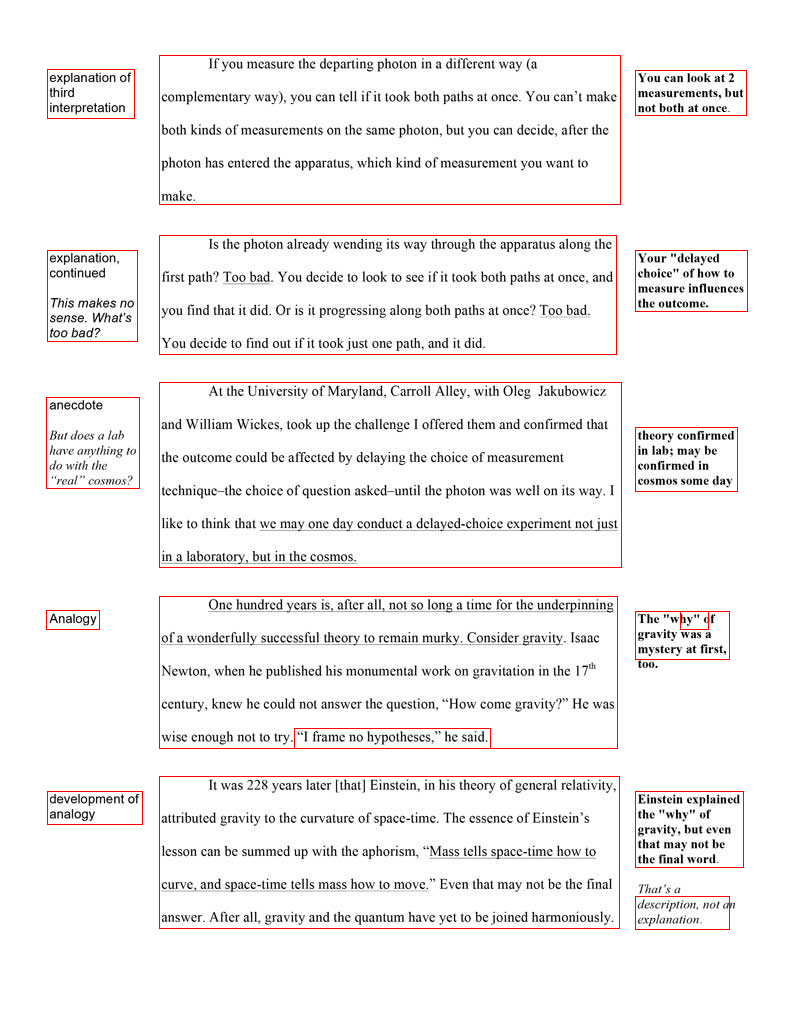 explanation of
third
interpretation
If you measure the departing photon in a different way (a
complementary way), you can tell if it took both paths at once. You can’t make
both kinds of measurements on the same photon, but you can decide, after the
photon has entered the apparatus, which kind of measurement you want to
make.
You can look at 2
measurements, but
not both at once.
explanation,
continued
This makes no
sense. What’s
too bad?
Is the photon already wending its way through the apparatus along the
first path? Too bad. You decide to look to see if it took both paths at once, and
you find that it did. Or is it progressing along both paths at once? Too bad.
You decide to find out if it took just one path, and it did.
Your "delayed
choice" of how to
measure influences
the outcome.
anecdote
But does a lab
have anything to
do with the
“real” cosmos?
At the University of Maryland, Carroll Alley, with Oleg Jakubowicz
and William Wickes, took up the challenge I offered them and confirmed that
the outcome could be affected by delaying the choice of measurement
technique–the choice of question asked–until the photon was well on its way. I
like to think that we may one day conduct a delayed-choice experiment not just
in a laboratory, but in the cosmos.
theory confirmed
in lab; may be
confirmed in
cosmos some day
Analogy
One hundred years is, after all, not so long a time for the underpinning
of a wonderfully successful theory to remain murky. Consider gravity. Isaac
Newton, when he published his monumental work on gravitation in the 17th
century, knew he could not answer the question, “How come gravity?” He was
wise enough not to try. “I frame no hypotheses,” he said.
The "why" of
gravity was a
mystery at first,
too.
development of
analogy
It was 228 years later [that] Einstein, in his theory of general relativity,
attributed gravity to the curvature of space-time. The essence of Einstein’s
lesson can be summed up with the aphorism, “Mass tells space-time how to
curve, and space-time tells mass how to move.” Even that may not be the final
answer. After all, gravity and the quantum have yet to be joined harmoniously.
Einstein explained
the "why" of
gravity, but even
that may not be
the final word.
That’s a
description, not an
explanation.